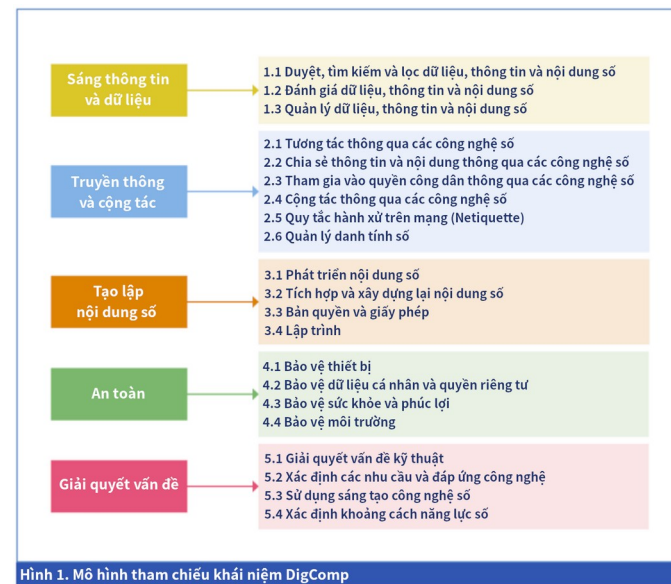 Sáng thông tin
và dữ liệu
1.1 Duyệt, tìm kiếm và lọc dữ liệu, thông tin và nội dung số
1.2 Đánh giá dữ liệu, thông tin và nội dung số
1.3 Quản lý dữ liệu, thông tin và nội dung số
Truyền thông
và cộng tác
2.1 Tương tác thông qua các công nghệ số
2.2 Chia sẻ thông tin và nội dung thông qua các công nghệ số
2.3 Tham gia vào quyền công dân thông qua các công nghệ số
2.4 Cộng tác thông qua các công nghệ số
2.5 Quy tắc hành xử trên mạng (Netiquette)
2.6 Quản lý danh tính số
Tạo lập
nội dung số
3.1 Phát triển nội dung số
3.2 Tích hợp và xây dựng lại nội dung số
3.3 Bản quyền và giấy phép
3.4 Lập trình
An toàn
4.1 Bảo vệ thiết bị
4.2 Bảo vệ dữ liệu cá nhân và quyền riêng tư
4.3 Bảo vệ sức khỏe và phúc lợi
4.4 Bảo vệ môi trường
Giải quyết vấn đề
5.1 Giải quyết vấn đề kỹ thuật
5.2 Xác định các nhu cầu và đáp ứng công nghệ
5.3 Sử dụng sáng tạo công nghệ số
5.4 Xác định khoảng cách năng lực số
Hình 1. Mô hình tham chiếu khái niệm DigComp